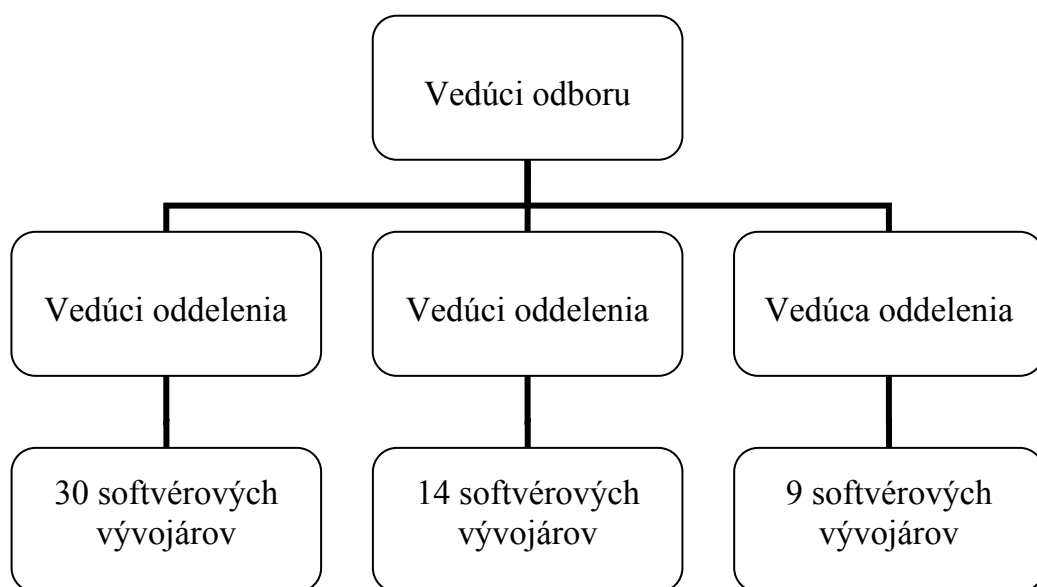 Vedúci odboru
Vedúci oddelenia
Vedúci oddelenia
Vedúca oddelenia
30 softvérových
vývojárov
14 softvérových
vývojárov
9 softvérových
vývojárov